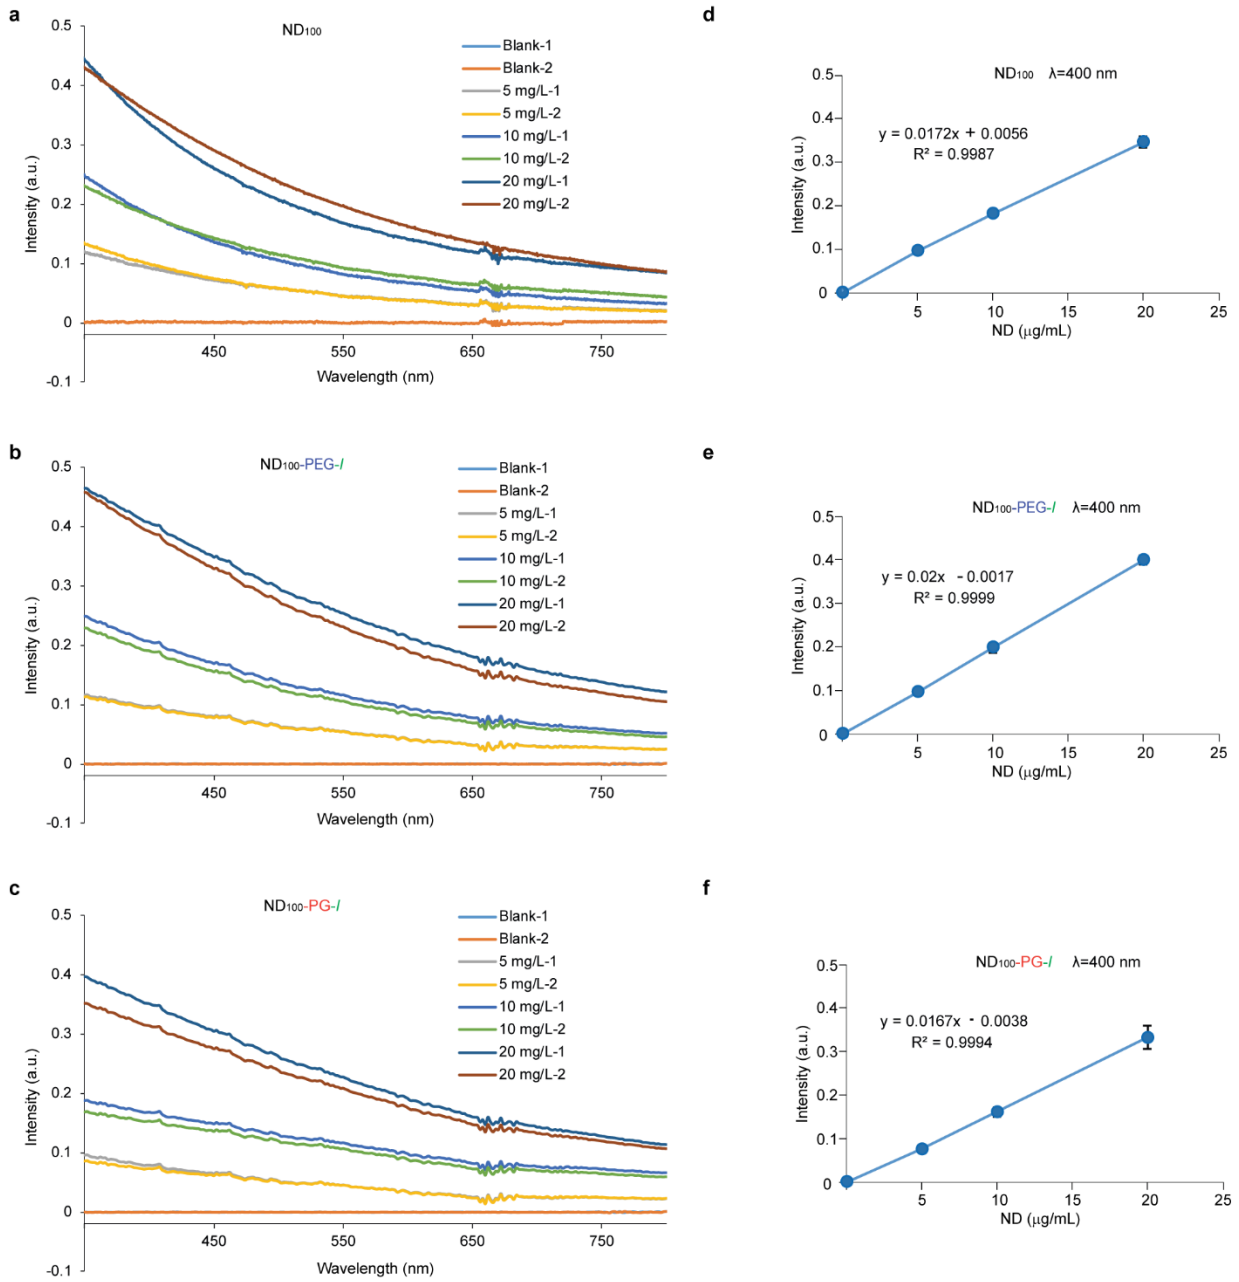 a
ND100
0.5
0.4
0.3
0.2
0.1
0
-0.1
Intensity (a.u.)
450 550 650 750
Wavelength (nm)
Blank-1
Blank-2
5 mg/L-1
5 mg/L-2
10 mg/L-1
10 mg/L-2
20 mg/L-1
20 mg/L-2
d
ND100 λ=400 nm
y = 0.0172x + 0.0056
R² = 0.9987
0.5
0.4
0.3
0.2
0.1
0
Intensity (a.u.)
5 10 15 20 25
ND (μg/mL)
b
ND100-PEG-I
0.5
0.4
0.3
0.2
0.1
0
-0.1
Intensity (a.u.)
450 550 650 750
Wavelength (nm)
Blank-1
Blank-2
5 mg/L-1
5 mg/L-2
10 mg/L-1
10 mg/L-2
20 mg/L-1
20 mg/L-2
e
ND100-PEG-I λ=400 nm
y = 0.02x - 0.0017
R² = 0.9999
0.5
0.4
0.3
0.2
0.1
0
Intensity (a.u.)
5 10 15 20 25
ND (μg/mL)
c
ND100-PG-I
0.5
0.4
0.3
0.2
0.1
0
-0.1
Intensity (a.u.)
450 550 650 750
Wavelength (nm)
Blank-1
Blank-2
5 mg/L-1
5 mg/L-2
10 mg/L-1
10 mg/L-2
20 mg/L-1
20 mg/L-2
f
ND100-PG-I λ=400 nm
y = 0.0167x - 0.0038
R² = 0.9994
0.5
0.4
0.3
0.2
0.1
0
Intensity (a.u.)
5 10 15 20 25
ND (μg/mL)